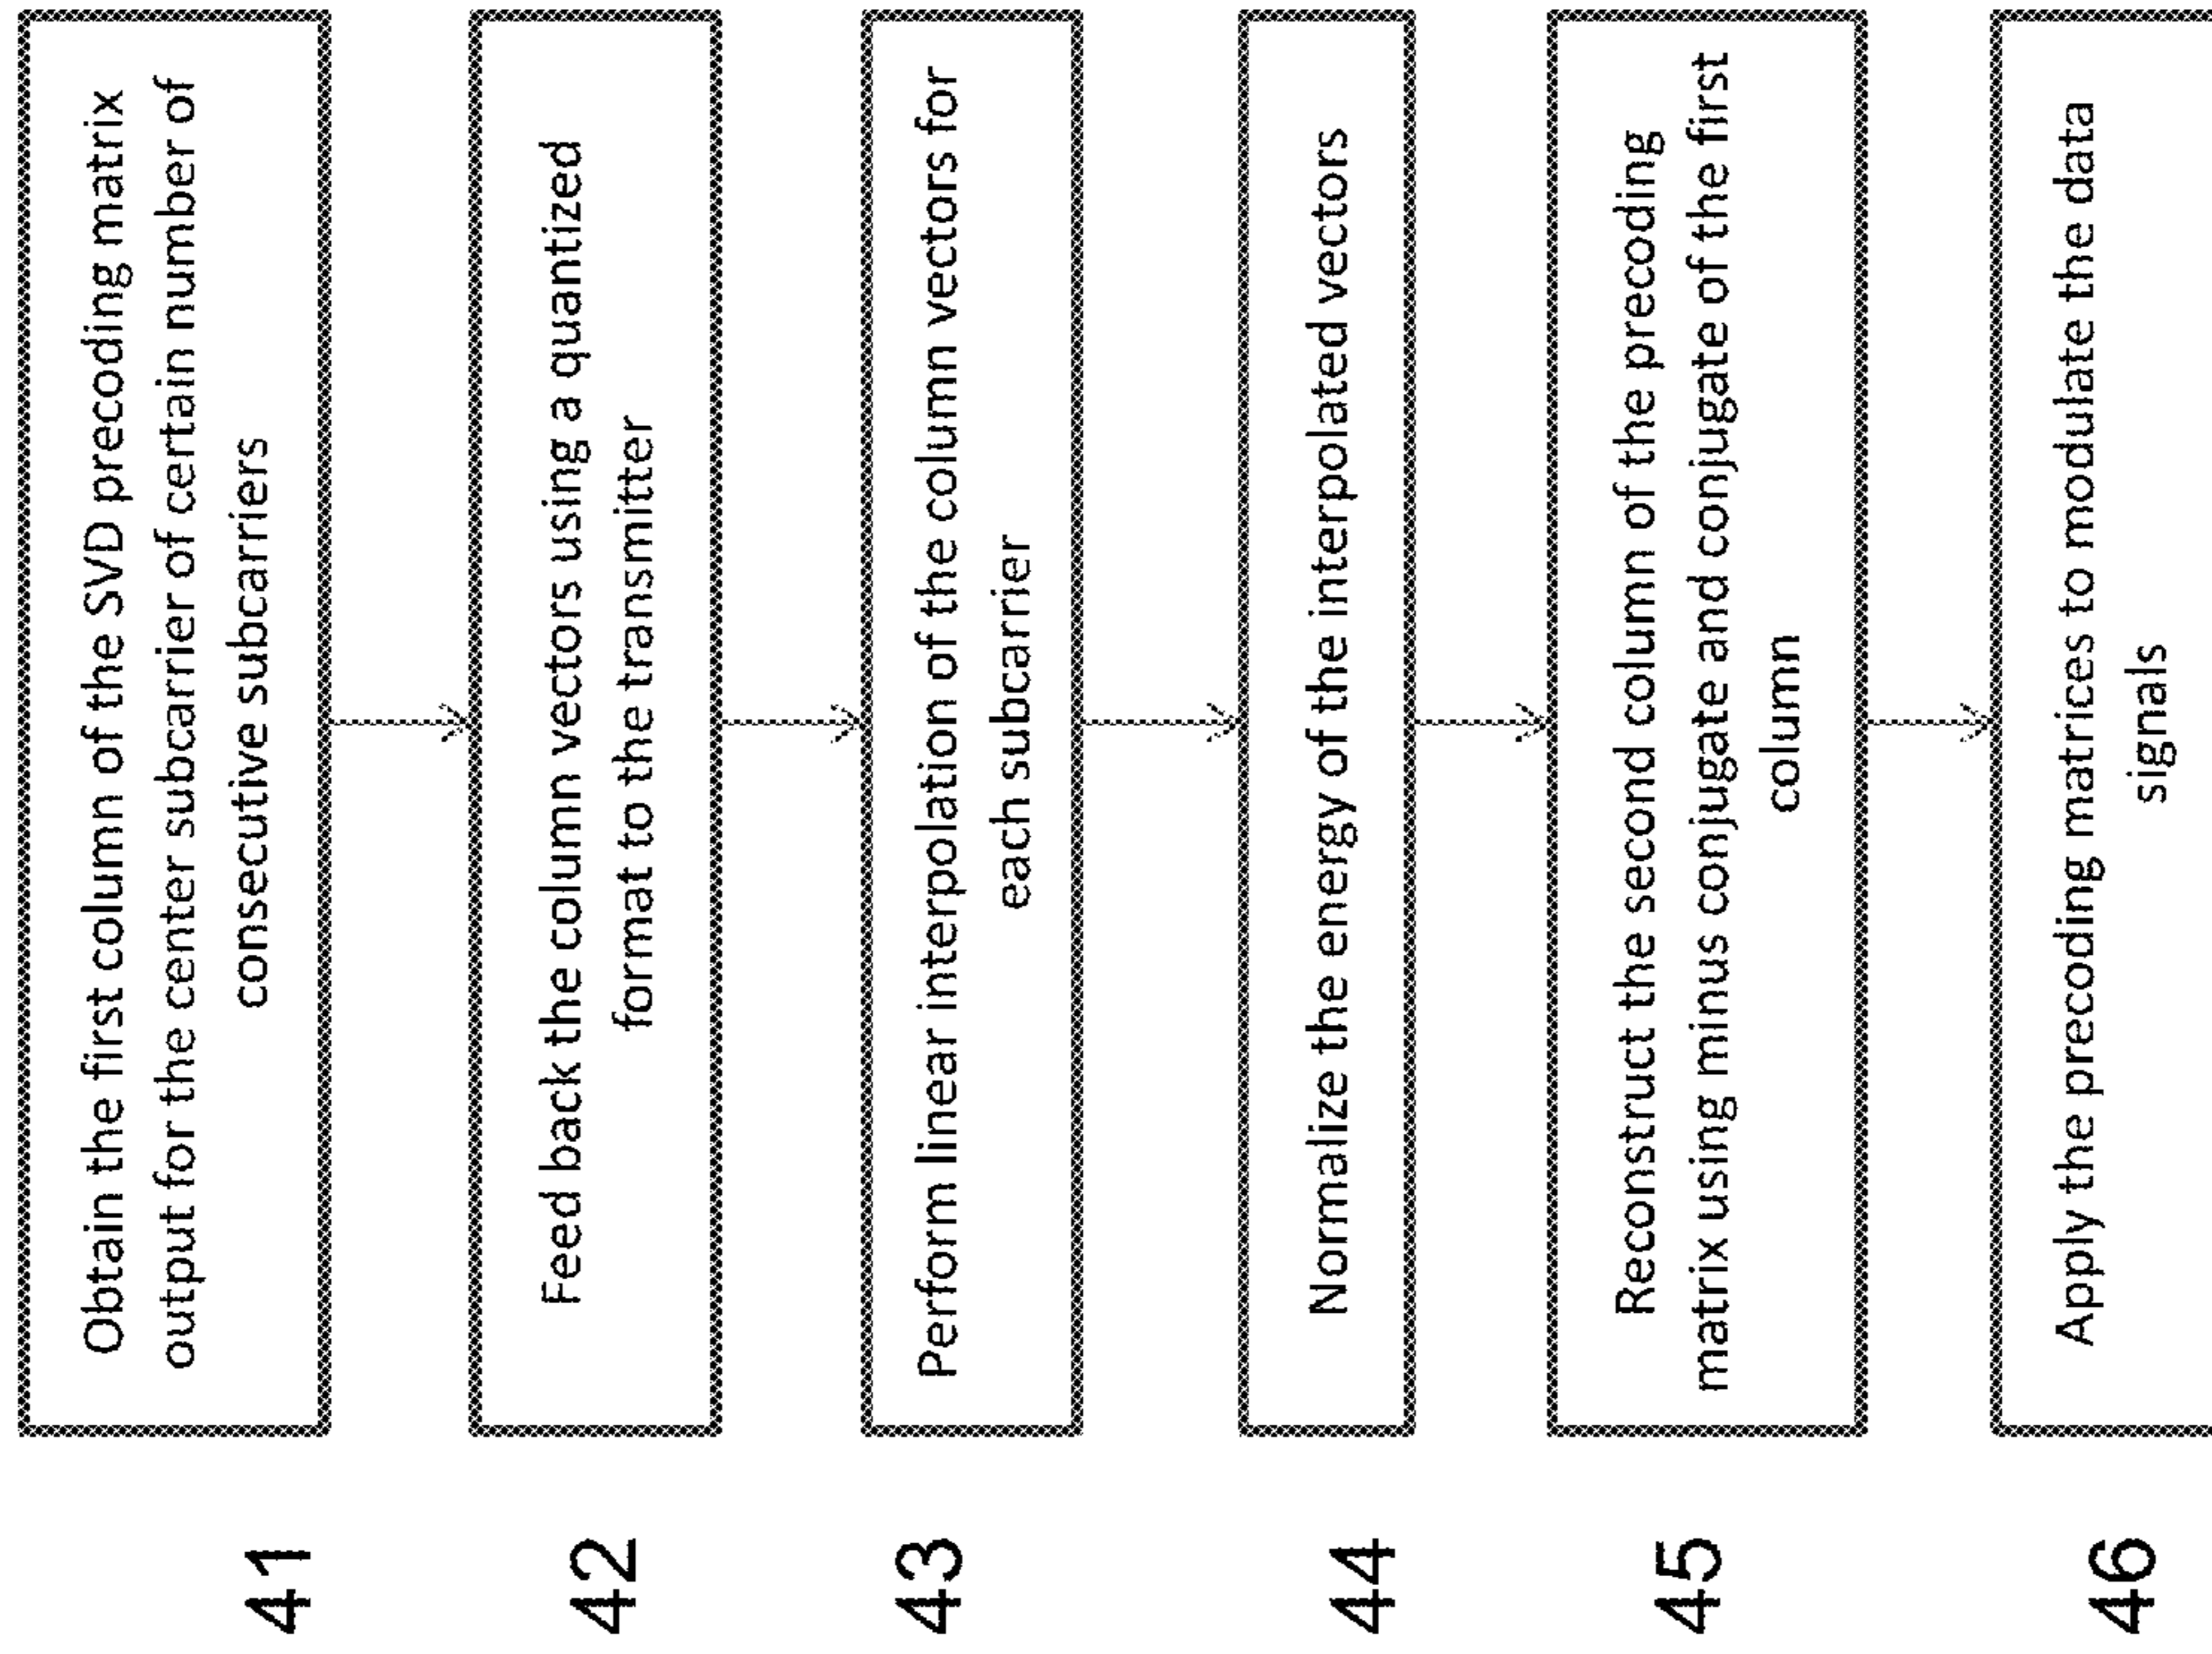 41
Obtain the first column of the SVD precoding matrix
output for the center subcarrier of certain number of
consecutive subcarriers
42
Feed back the column vectors using a quantized
format to the transmitter
43
Perform linear interpolation of the column vectors for
each subcarrier
44
Normalize the energy of the interpolated vectors
45
Reconstruct the second column of the precoding
matrix using minus conjugate and conjugate of the first
column
46
Apply the precoding matrices to modulate the data
signals